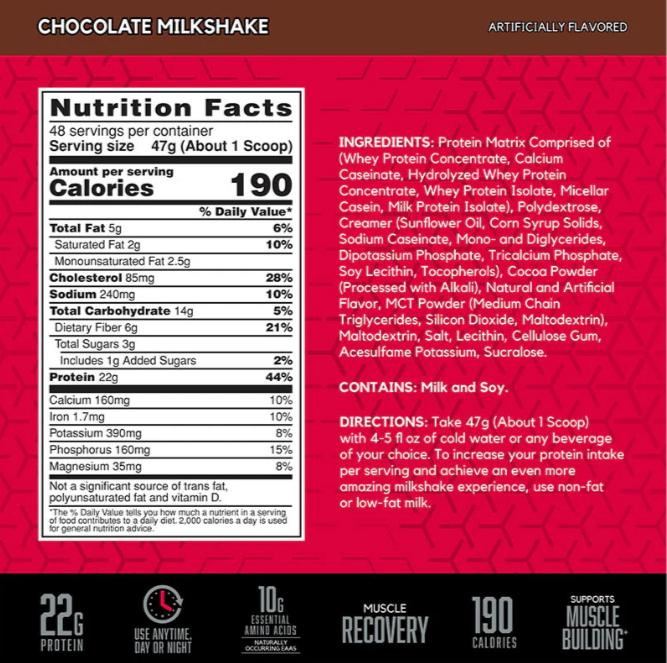 CHOCOLATE MILKSHAKE
ARTIFICIALLY FLAVORED
Nutrition Facts
48 servings per container
Serving size 47g (About 1 Scoop)
Amount per serving
Calories 190
% Daily Value*
Total Fat 5g 6%
Saturated Fat 2g 10%
Monounsaturated Fat 2.5g
Cholesterol 85mg 28%
Sodium 240mg 10%
Total Carbohydrate 14g 5%
Dietary Fiber 6g 21%
Total Sugars 3g
Includes 1g Added Sugars 2%
Protein 22g 44%
Calcium 160mg 10%
Iron 1.7mg 10%
Potassium 390mg 8%
Phosphorus 160mg 15%
Magnesium 35mg 8%
Not a significant source of trans fat,
polyunsaturated fat and vitamin D.
*The % Daily Value tells you how much a nutrient in a serving
of food contributes to a daily diet. 2,000 calories a day is used
for general nutrition advice.
INGREDIENTS: Protein Matrix Comprised of
(Whey Protein Concentrate, Calcium
Caseinate, Hydrolyzed Whey Protein
Concentrate, Whey Protein Isolate, Micellar
Casein, Milk Protein Isolate), Polydextrose,
Creamer (Sunflower Oil, Corn Syrup Solids,
Sodium Caseinate, Mono- and Diglycerides,
Dipotassium Phosphate, Tricalcium Phosphate,
Soy Lecithin, Tocopherols), Cocoa Powder
(Processed with Alkali), Natural and Artificial
Flavor, MCT Powder (Medium Chain
Triglycerides, Silicon Dioxide, Maltodextrin),
Maltodextrin, Salt, Lecithin, Cellulose Gum,
Acesulfame Potassium, Sucralose.
CONTAINS: Milk and Soy.
DIRECTIONS: Take 47g (About 1 Scoop)
with 4-5 fl oz of cold water or any beverage
of your choice. To increase your protein intake
per serving and achieve an even more
amazing milkshake experience, use non-fat
or low-fat milk.
22G
PROTEIN
USE ANYTIME,
DAY OR NIGHT
10G
ESSENTIAL
AMINO ACIDS
NATURALLY
OCCURRING EAAS
MUSCLE
RECOVERY
190
CALORIES
SUPPORTS
MUSCLE
BUILDING*